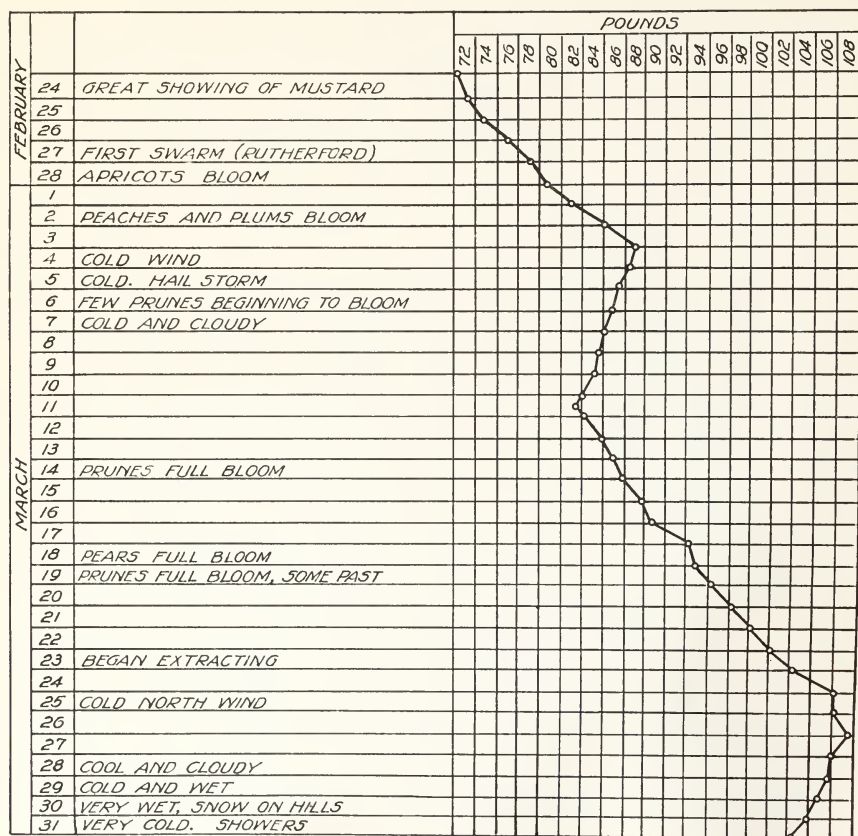 POUNDS
72 74 76 78 80 82 84 86 88 90 92 94 96 98 100 102 104 106 108
FEBRUARY
24 GREAT SHOWING OF MUSTARD
25
26
27 FIRST SWARM (RUTHERFORD)
28 APRICOTS BLOOM
MARCH
1
2 PEACHES AND PLUMS BLOOM
3
4 COLD WIND
5 COLD. HAIL STORM
6 FEW PRUNES BEGINNING TO BLOOM
7 COLD AND CLOUDY
8
9
10
11
12
13
14 PRUNES FULL BLOOM
15
16
17
18 PEARS FULL BLOOM
19 PRUNES FULL BLOOM, SOME PAST
20
21
22
23 BEGAN EXTRACTING
24
25 COLD NORTH WIND
26
27
28 COOL AND CLOUDY
29 COLD AND WET
30 VERY WET, SNOW ON HILLS
31 VERY COLD. SHOWERS